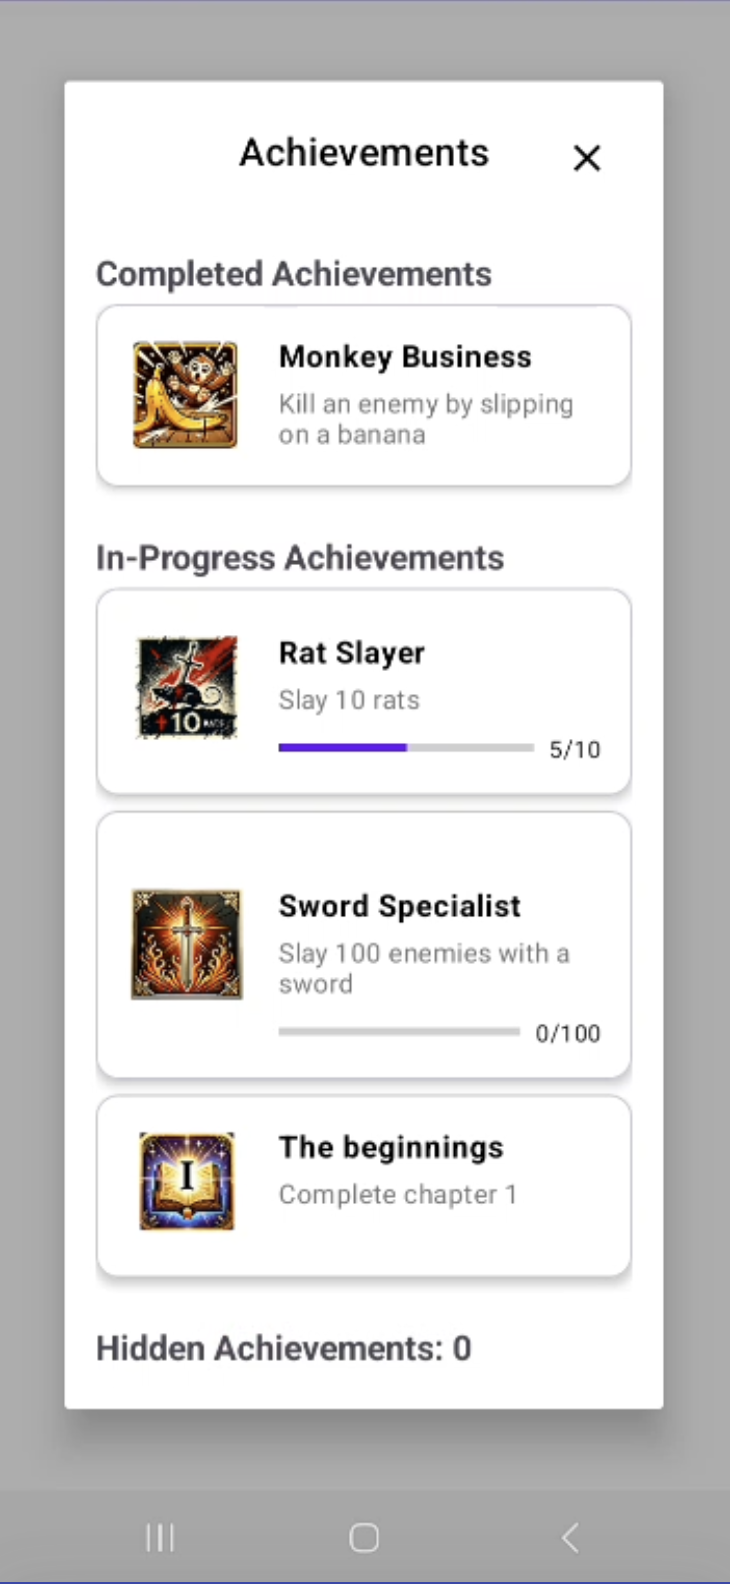 Achievements
Completed Achievements
Monkey Business
Kill an enemy by slipping
on a banana
In-Progress Achievements
Rat Slayer
Slay 10 rats
5/10
+10
Sword Specialist
Slay 100 enemies with a
sword
0/100
I
The beginnings
Complete chapter 1
Hidden Achievements: 0